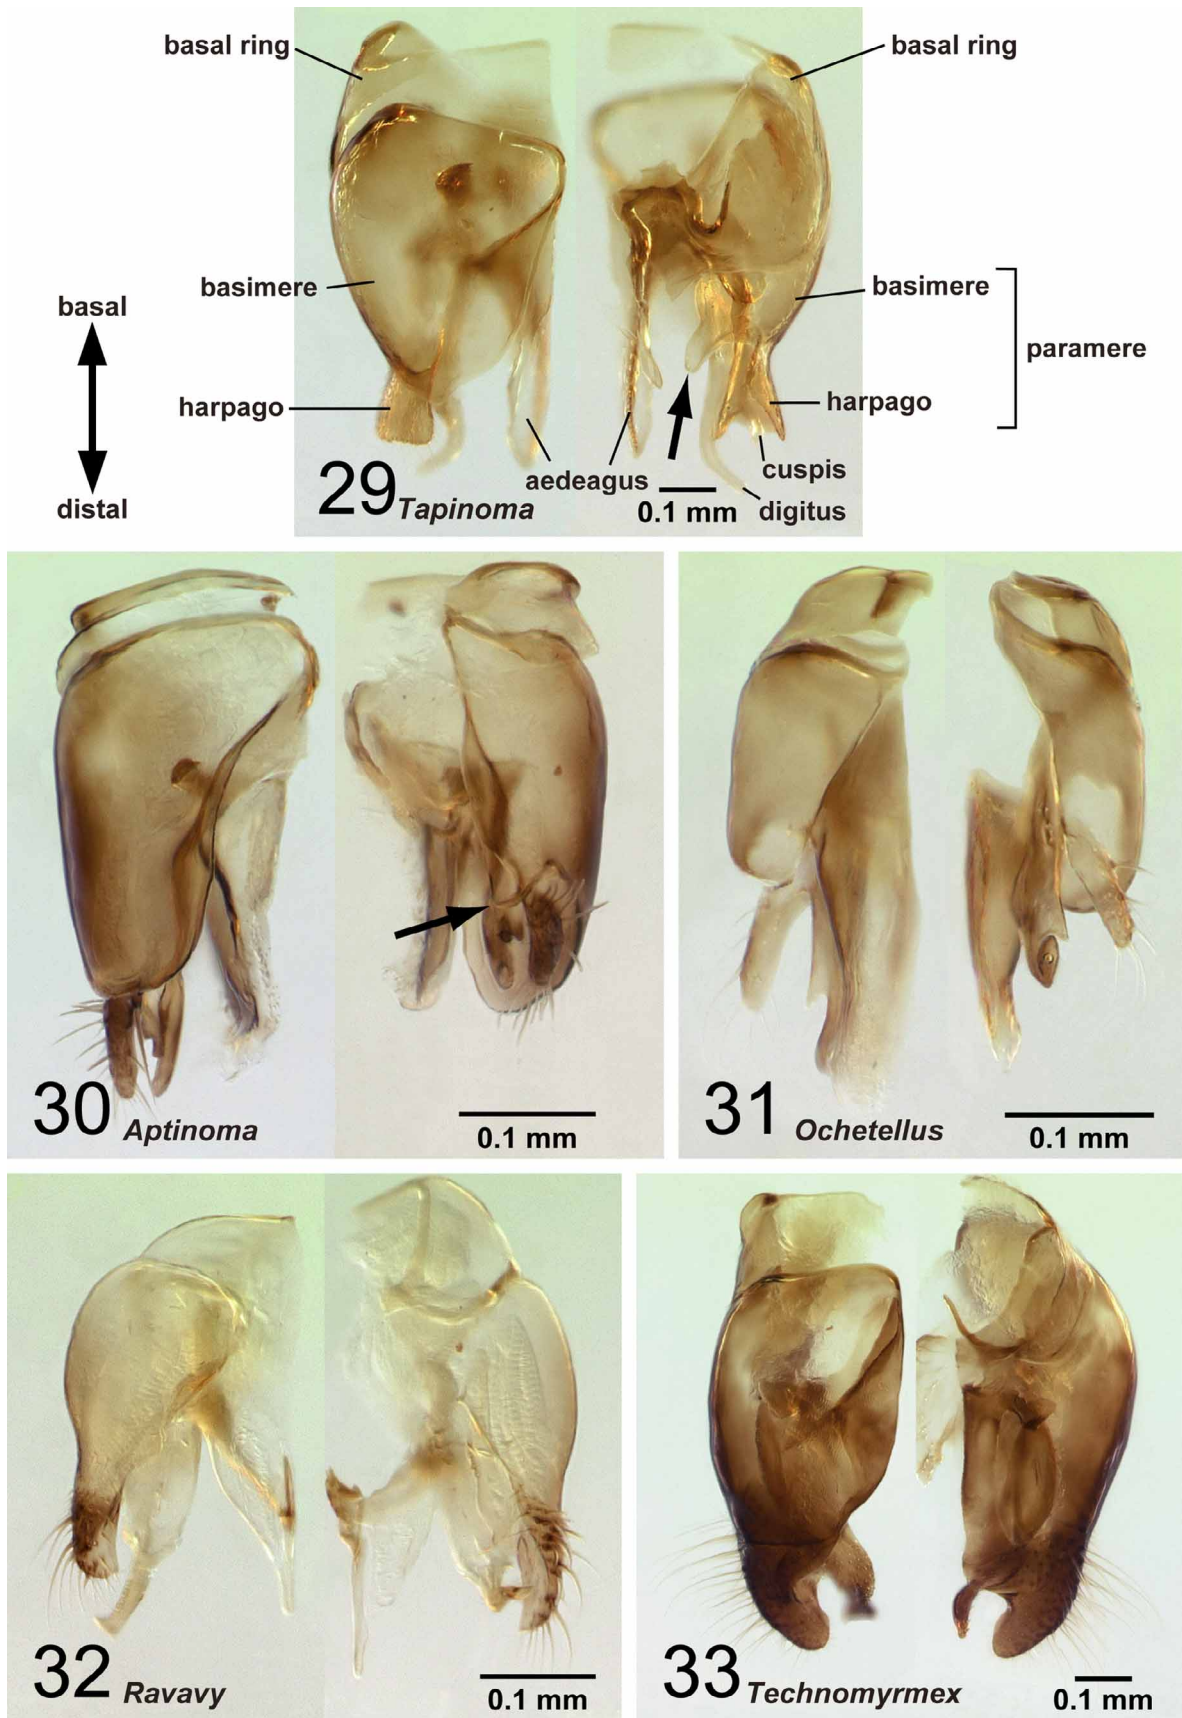 basal ring
basal ring
basimere
basimere
basal
paramere
harpago
harpago
cuspis
aedeagus
distal
29 Tapinoma
0.1 mm
digitus
30 Aptinoma
0.1 mm
31 Ochetellus
0.1 mm
32 Ravavy
0.1 mm
33 Technomyrmex
0.1 mm